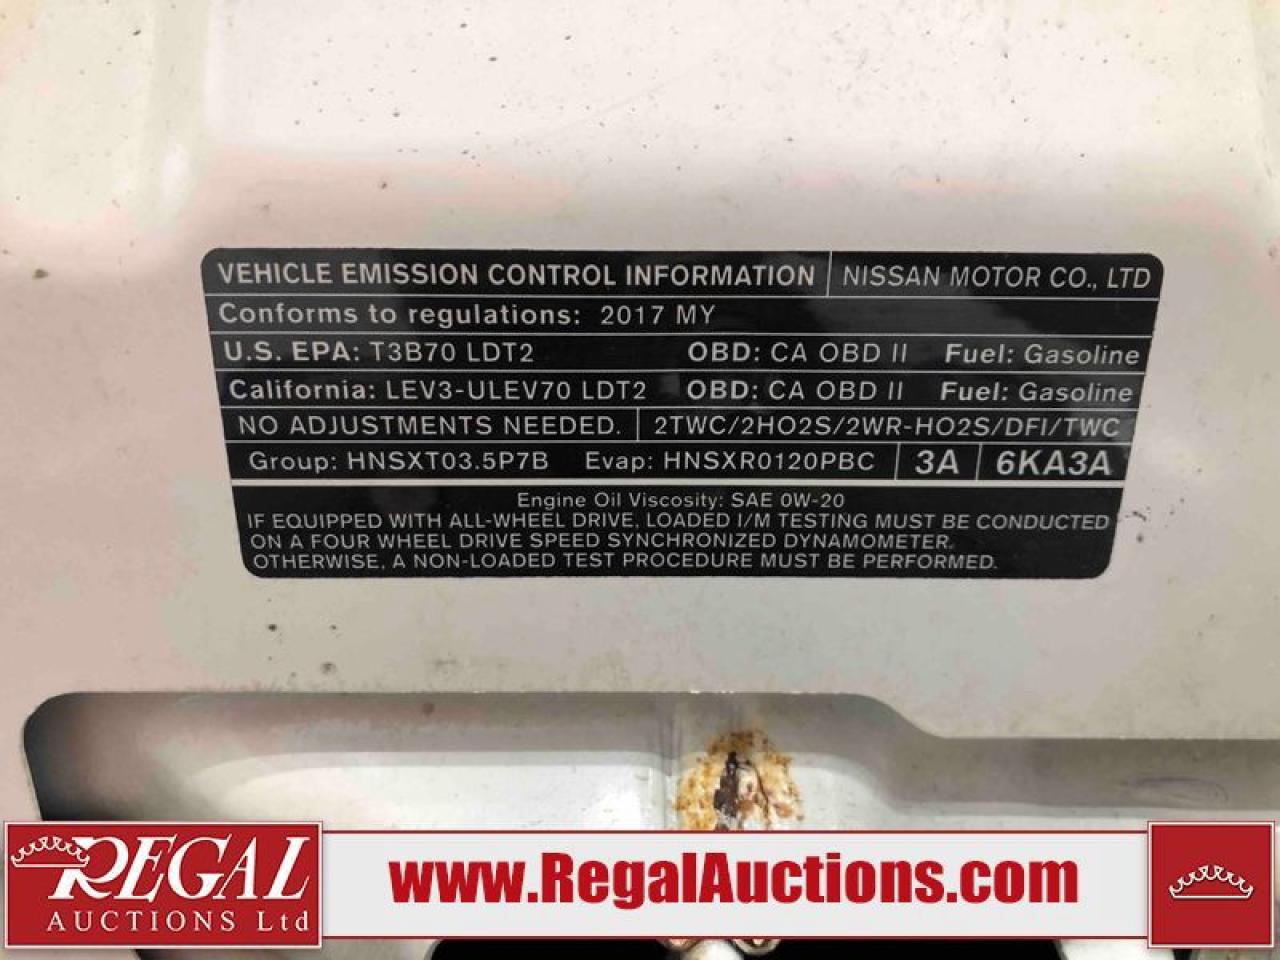 VEHICLE EMISSION CONTROL INFORMATION NISSAN MOTOR CO., LTD
Conforms to regulations: 2017 MY
U.S. EPA: T3B70 LDT2 OBD: CA OBD II Fuel: Gasoline
California: LEV3-ULEV70 LDT2 OBD: CA OBD II Fuel: Gasoline
NO ADJUSTMENTS NEEDED. 2TWC/2HO2S/2WR-HO2S/DFI/TWC
Group: HNSXT03.5P7B Evap: HNSXR0120PBC 3A 6KA3A
Engine Oil Viscosity: SAE 0W-20
IF EQUIPPED WITH ALL-WHEEL DRIVE, LOADED I/M TESTING MUST BE CONDUCTED
ON A FOUR WHEEL DRIVE SPEED SYNCHRONIZED DYNAMOMETER.
OTHERWISE, A NON-LOADED TEST PROCEDURE MUST BE PERFORMED.
REGAL
AUCTIONS Ltd
www.RegalAuctions.com